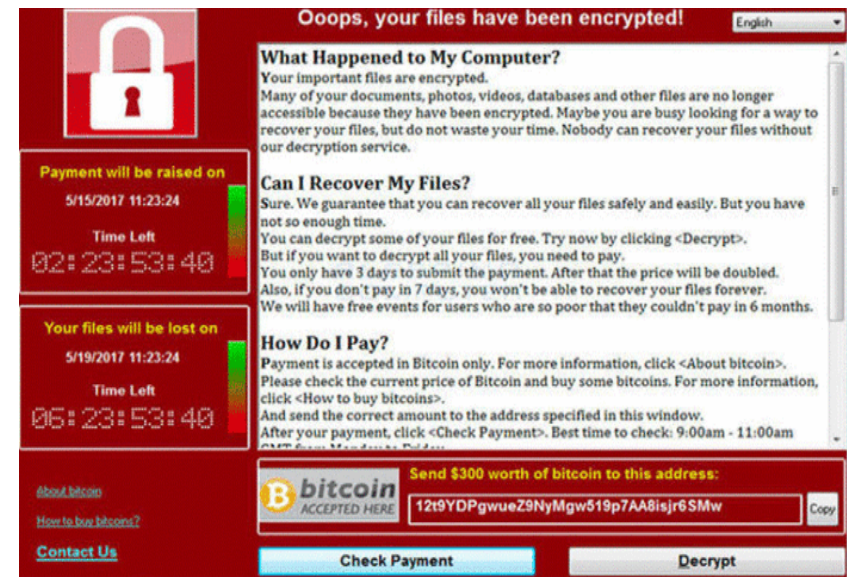 Ooops, your files have been encrypted!
English
Payment will be raised on
5/15/2017 11:23:24
Time Left
02:23:53:40
Your files will be lost on
5/19/2017 11:23:24
Time Left
06:23:53:40
About bitcoin
How to buy bitcoins?
Contact Us
What Happened to My Computer?
Your important files are encrypted.
Many of your documents, photos, videos, databases and other files are no longer
accessible because they have been encrypted. Maybe you are busy looking for a way to
recover your files, but do not waste your time. Nobody can recover your files without
our decryption service.
Can I Recover My Files?
Sure. We guarantee that you can recover all your files safely and easily. But you have
not so enough time.
You can decrypt some of your files for free. Try now by clicking <Decrypt>.
But if you want to decrypt all your files, you need to pay.
You only have 3 days to submit the payment. After that the price will be doubled.
Also, if you don't pay in 7 days, you won't be able to recover your files forever.
We will have free events for users who are so poor that they couldn't pay in 6 months.
How Do I Pay?
Payment is accepted in Bitcoin only. For more information, click <About bitcoin>.
Please check the current price of Bitcoin and buy some bitcoins. For more information,
click <How to buy bitcoins>.
And send the correct amount to the address specified in this window.
After your payment, click <Check Payment>. Best time to check: 9:00am - 11:00am
GMT from Monday to Friday.
bitcoin
ACCEPTED HERE
Send $300 worth of bitcoin to this address:
12t9YDPgwueZ9NyMgw519p7AA8isjr6SMw
Copy
Check Payment
Decrypt